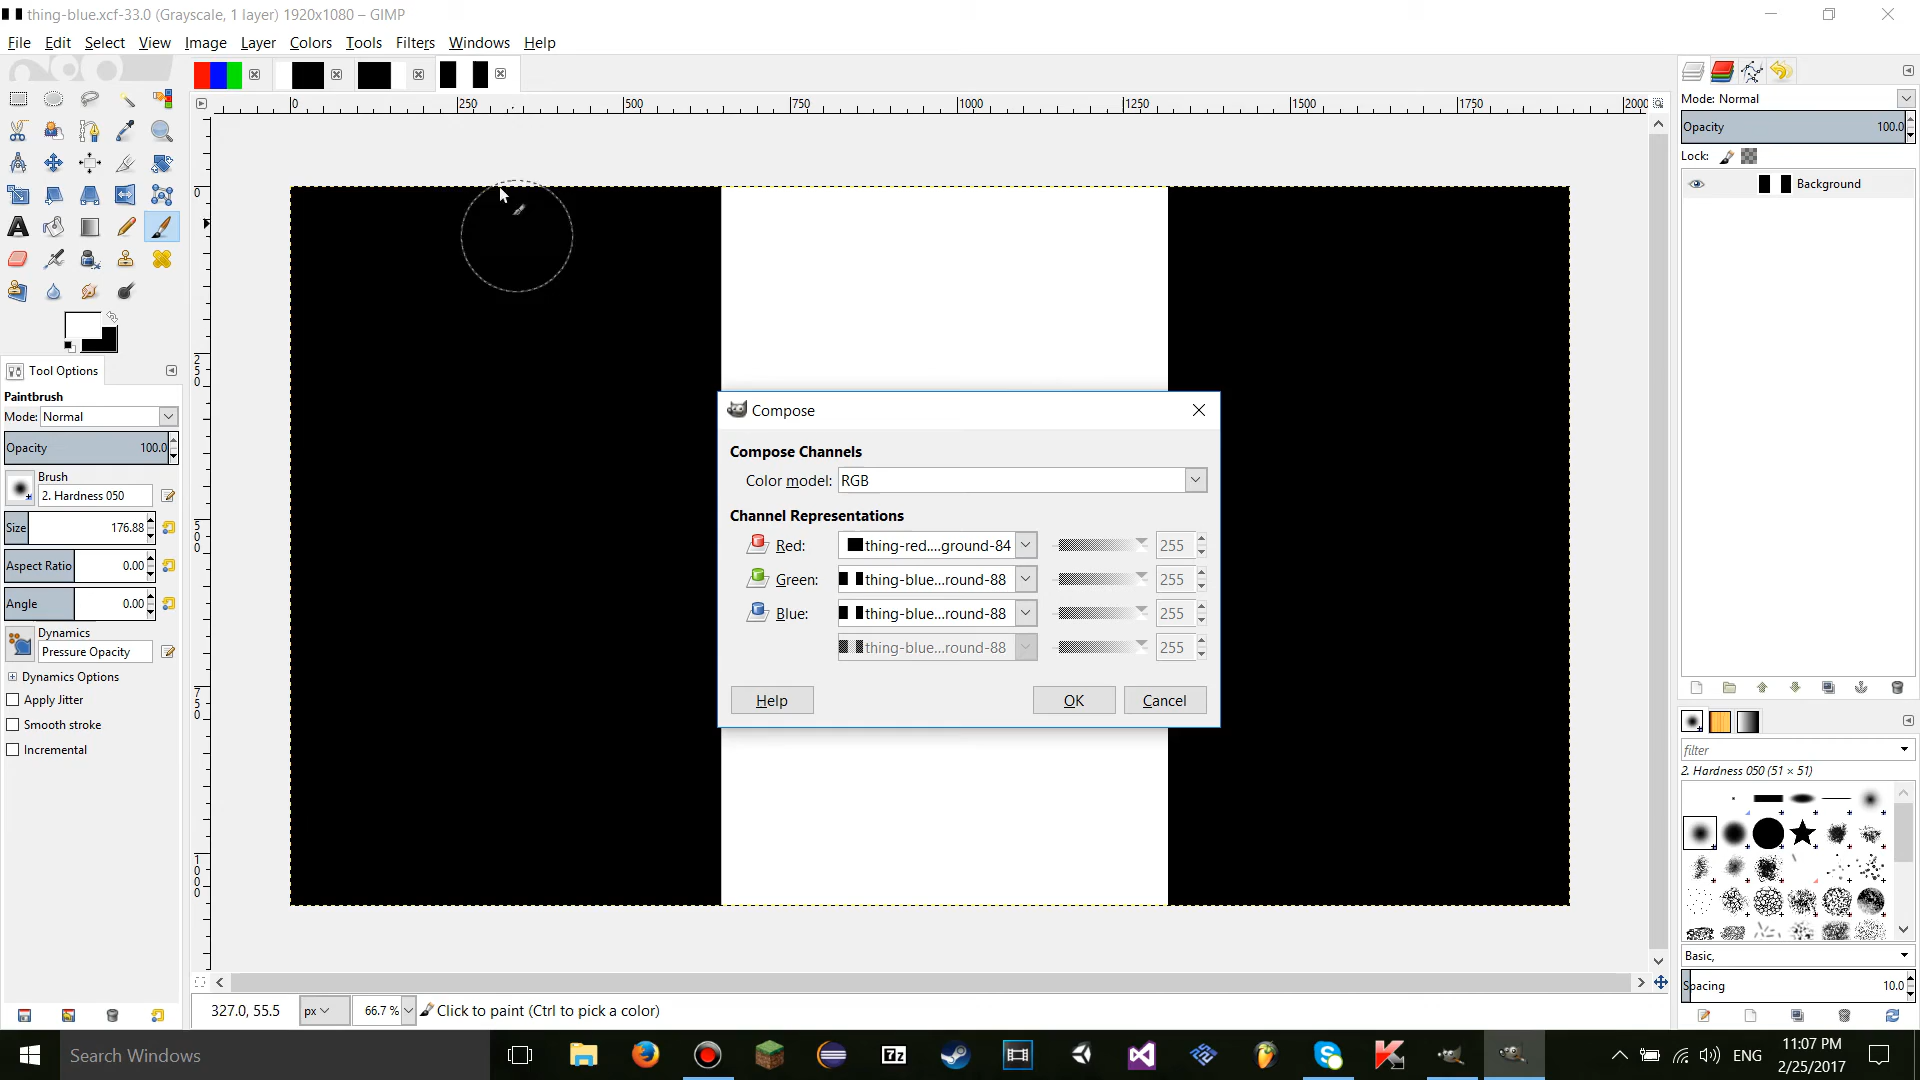 thing-blue.xcf-33.0 (Grayscale, 1 layer) 1920x1080 – GIMP
File Edit Select View Image Layer Colors Tools Filters Windows Help
0 250 500 750 1000 1250 1500 1750 2000
0
250
500
750
1000
Tool Options
Paintbrush
Mode: Normal
Opacity 100.0
Brush
2. Hardness 050
Size 176.88
Aspect Ratio 0.00
Angle 0.00
Dynamics
Pressure Opacity
Dynamics Options
Apply Jitter
Smooth stroke
Incremental
Compose
Compose Channels
Color model: RGB
Channel Representations
Red: thing-red....ground-84 255
Green: thing-blue...round-88 255
Blue: thing-blue...round-88 255
thing-blue...round-88 255
Help OK Cancel
Mode: Normal
Opacity 100.0
Lock:
Background
filter
2. Hardness 050 (51 × 51)
Basic,
Spacing 10.0
327.0, 55.5 px 66.7 % Click to paint (Ctrl to pick a color)
Search Windows
7z
ENG
11:07 PM
2/25/2017